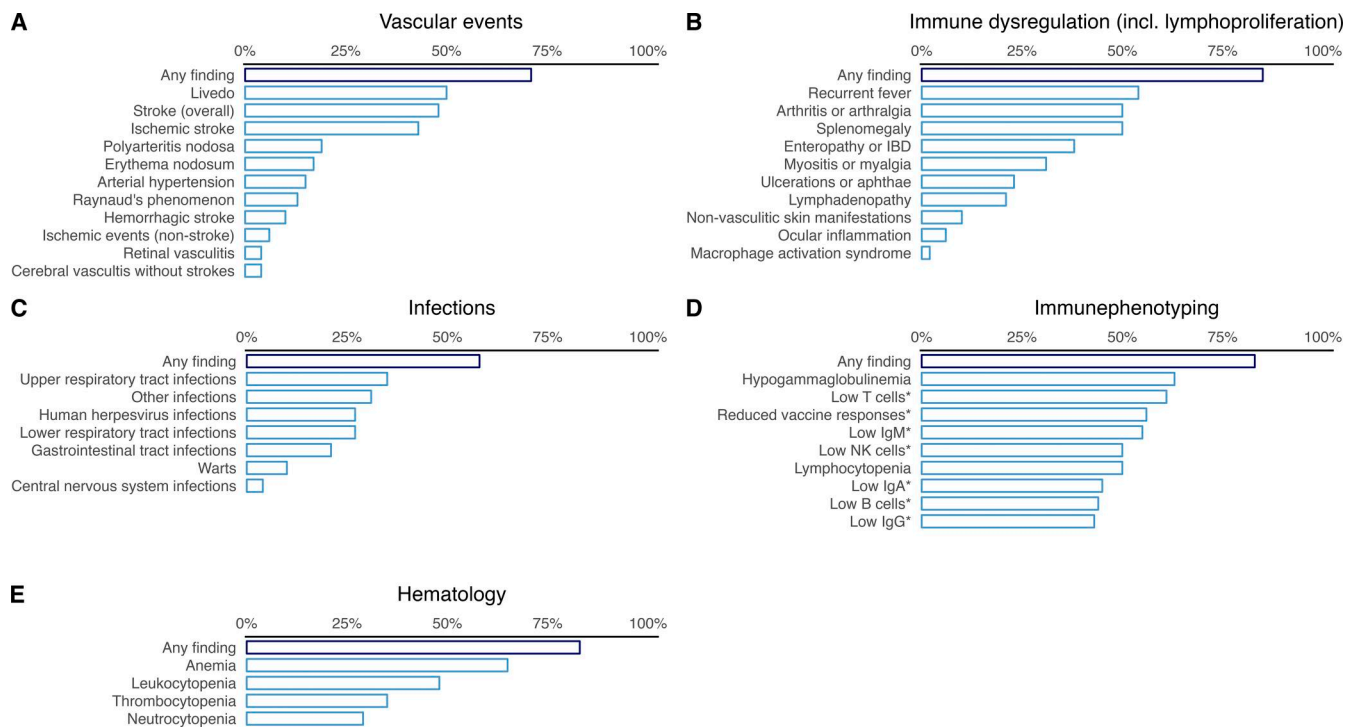 A
Vascular events
0% 25% 50% 75% 100%
Any finding
Livedo
Stroke (overall)
Ischemic stroke
Polyarteritis nodosa
Erythema nodosum
Arterial hypertension
Raynaud's phenomenon
Hemorrhagic stroke
Ischemic events (non-stroke)
Retinal vasculitis
Cerebral vascultis without strokes
B
Immune dysregulation (incl. lymphoproliferation)
0% 25% 50% 75% 100%
Any finding
Recurrent fever
Arthritis or arthralgia
Splenomegaly
Enteropathy or IBD
Myositis or myalgia
Ulcerations or aphthae
Lymphadenopathy
Non-vasculitic skin manifestations
Ocular inflammation
Macrophage activation syndrome
C
Infections
0% 25% 50% 75% 100%
Any finding
Upper respiratory tract infections
Other infections
Human herpesvirus infections
Lower respiratory tract infections
Gastrointestinal tract infections
Warts
Central nervous system infections
D
Immunephenotyping
0% 25% 50% 75% 100%
Any finding
Hypogammaglobulinemia
Low T cells*
Reduced vaccine responses*
Low IgM*
Low NK cells*
Lymphocytopenia
Low IgA*
Low B cells*
Low IgG*
E
Hematology
0% 25% 50% 75% 100%
Any finding
Anemia
Leukocytopenia
Thrombocytopenia
Neutrocytopenia